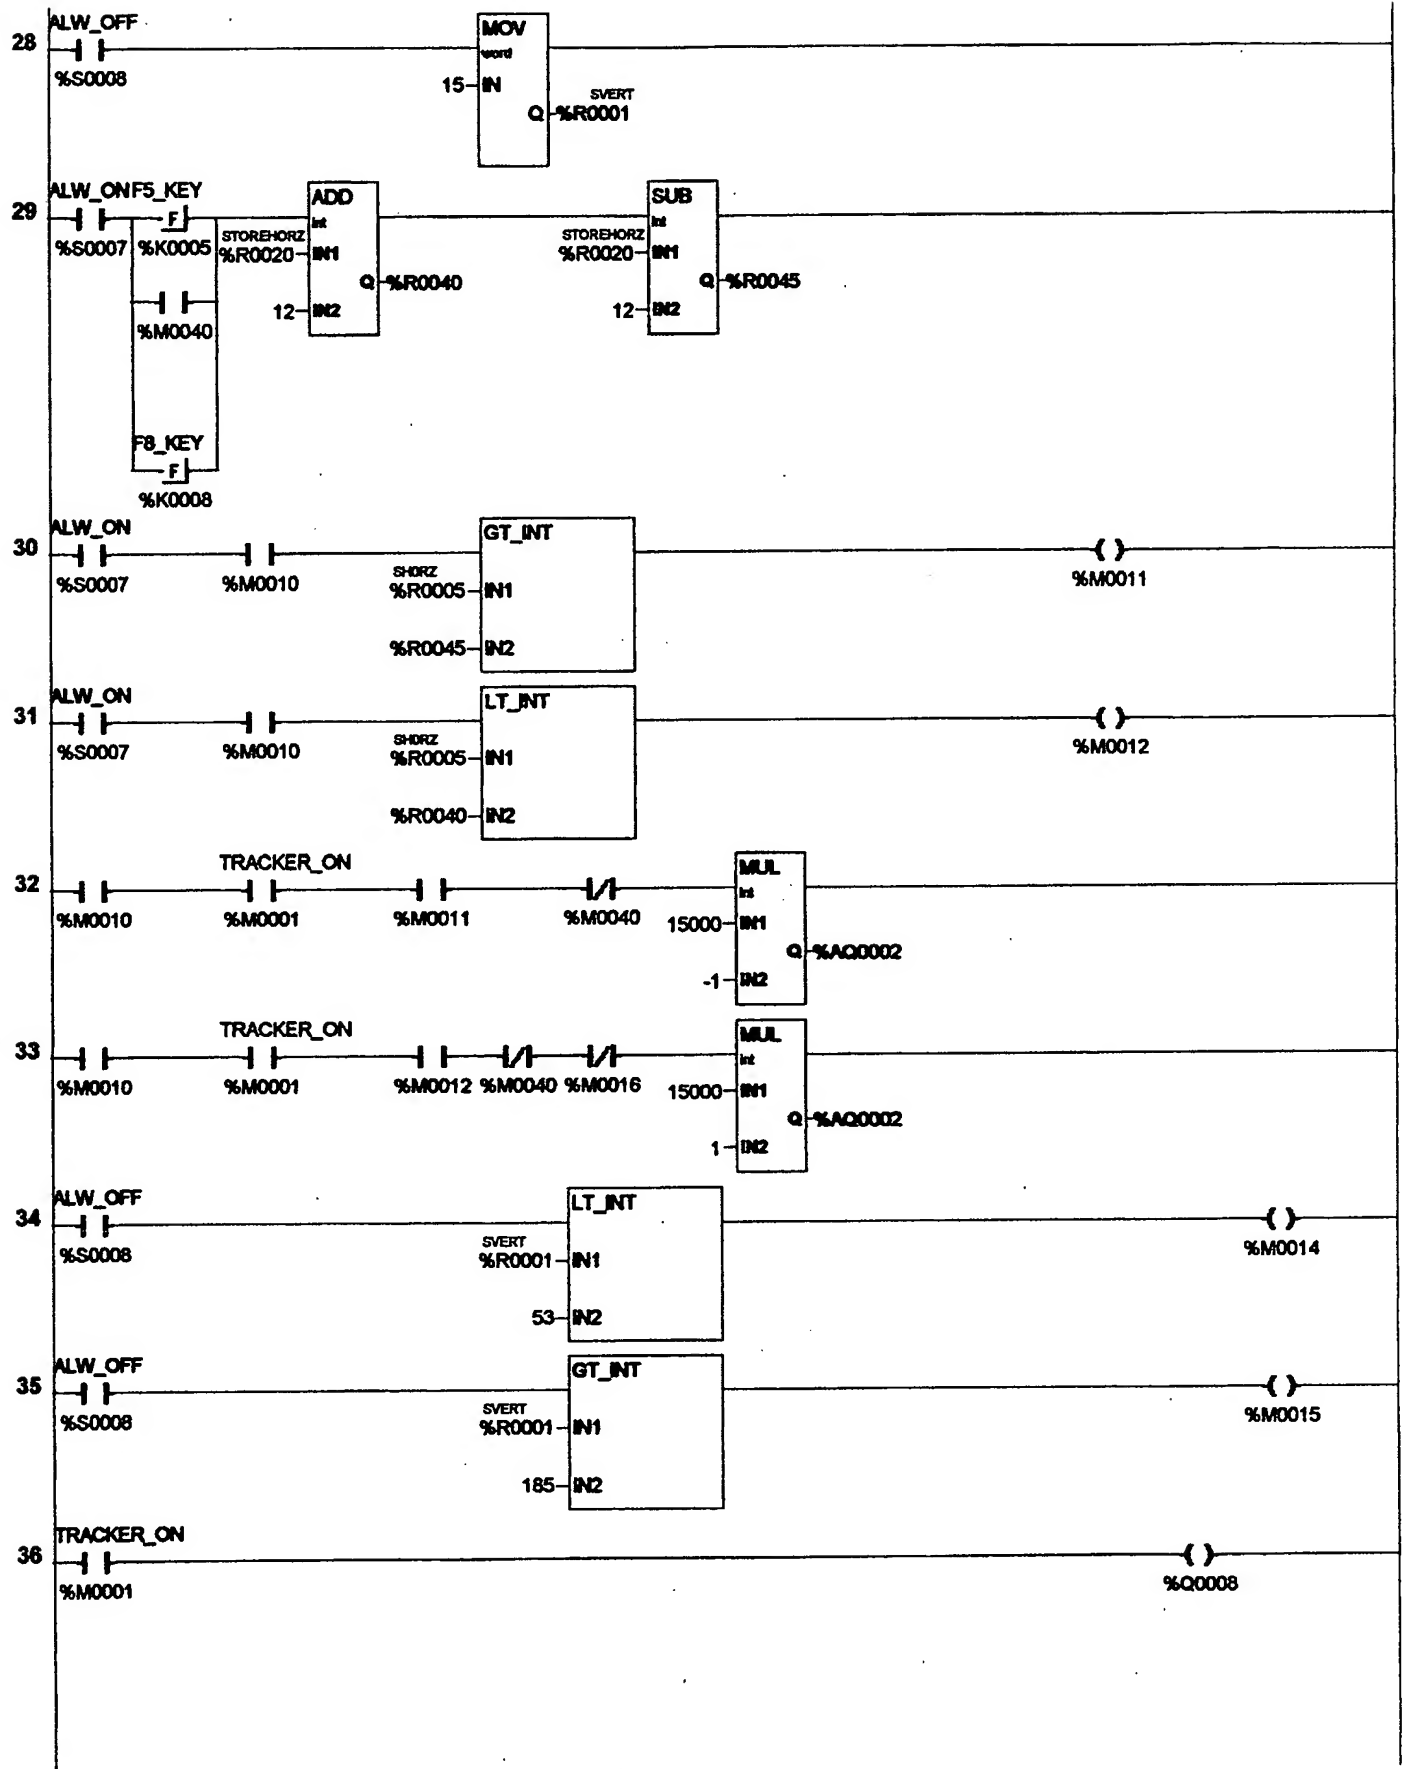 ALW_OFF
28
%S0008
MOV
word
15 IN
SVERT
Q %R0001
ALW_ON F5_KEY
29
F
%S0007 %K0005
ADD
int
STOREHORZ
%R0020 IN1
Q %R0040
12 IN2
SUB
int
STOREHORZ
%R0020 IN1
Q %R0045
12 IN2
%M0040
F8_KEY
F
%K0008
ALW_ON
30
%S0007 %M0010
GT_INT
SHORZ
%R0005 IN1
%R0045 IN2
%M0011
ALW_ON
31
%S0007 %M0010
LT_INT
SHORZ
%R0005 IN1
%R0040 IN2
%M0012
TRACKER_ON
32
%M0010 %M0001 %M0011 %M0040
MUL
int
15000 IN1
Q %AQ0002
-1 IN2
TRACKER_ON
33
%M0010 %M0001 %M0012 %M0040 %M0016
MUL
int
15000 IN1
Q %AQ0002
1 IN2
ALW_OFF
34
%S0008
LT_INT
SVERT
%R0001 IN1
53 IN2
%M0014
ALW_OFF
35
%S0008
GT_INT
SVERT
%R0001 IN1
185 IN2
%M0015
TRACKER_ON
36
%M0001
%Q0008